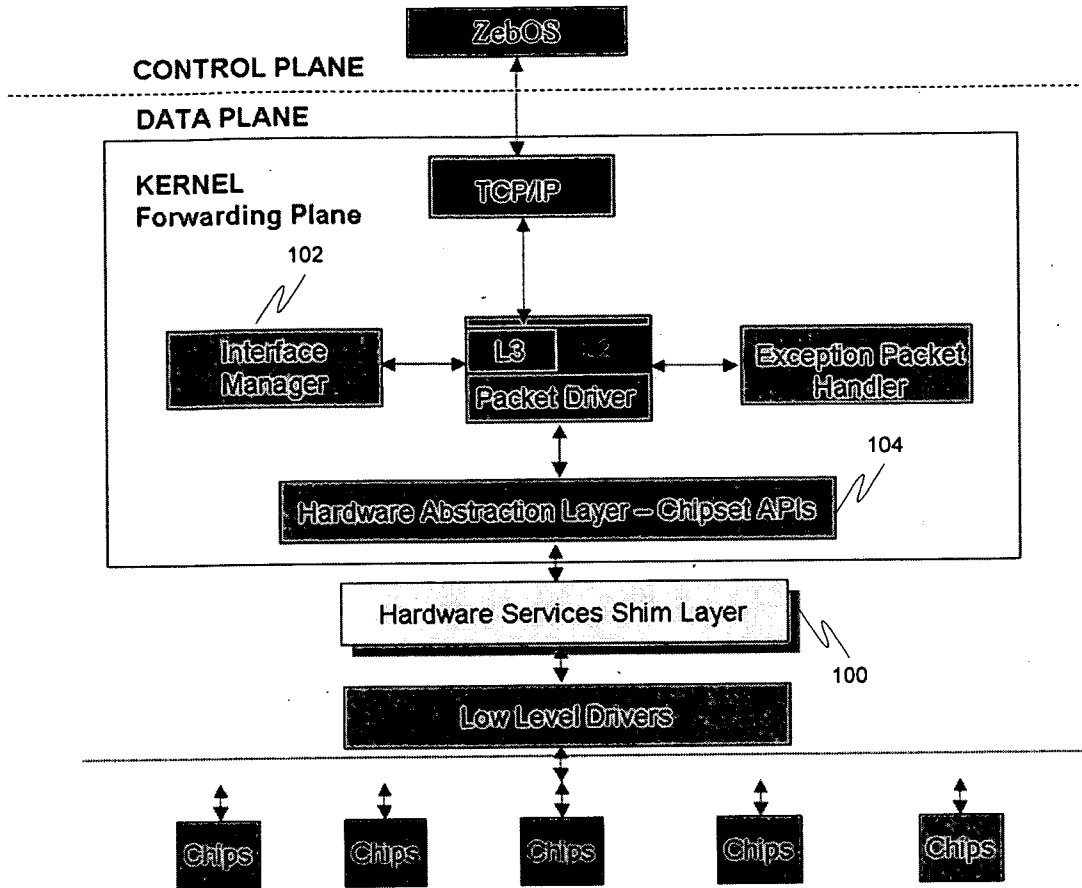 ZebOS
CONTROL PLANE
DATA PLANE
KERNEL
Forwarding Plane
TCP/IP
102
Interface
Manager
L3
L2
Packet Driver
Exception Packet
Handler
104
Hardware Abstraction Layer – Chipset APIs
Hardware Services Shim Layer
100
Low Level Drivers
Chips
Chips
Chips
Chips
Chips